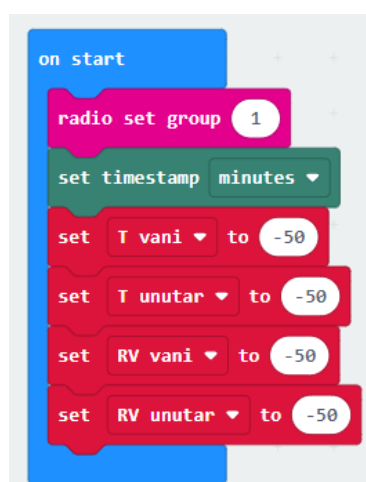 on start
radio set group 1
set timestamp minutes
set T vani to -50
set T unutar to -50
set RV vani to -50
set RV unutar to -50